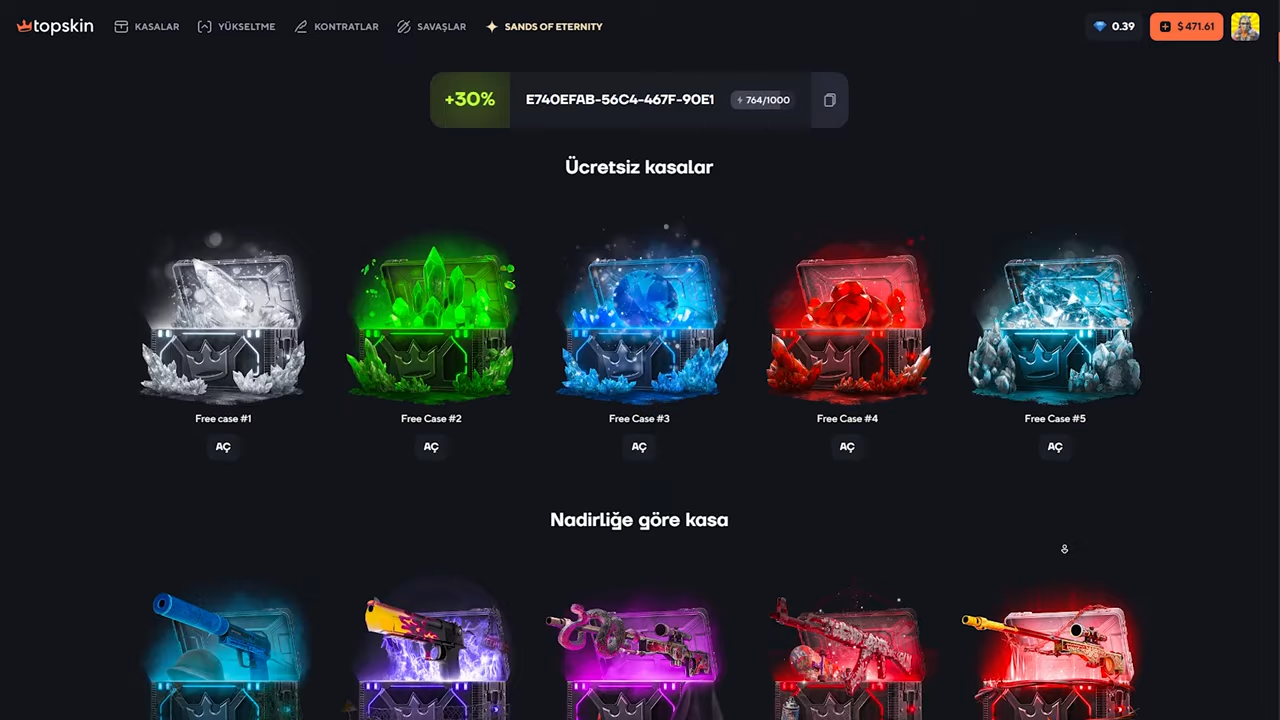 topskin
KASALAR
YÜKSELTME
KONTRATLAR
SAVAŞLAR
SANDS OF ETERNITY
0.39
$ 471.61
+30%
E740EFAB-56C4-467F-90E1
764/1000
Ücretsiz kasalar
Free case #1
Free Case #2
Free Case #3
Free Case #4
Free Case #5
AÇ
AÇ
AÇ
AÇ
AÇ
Nadirliğe göre kasa